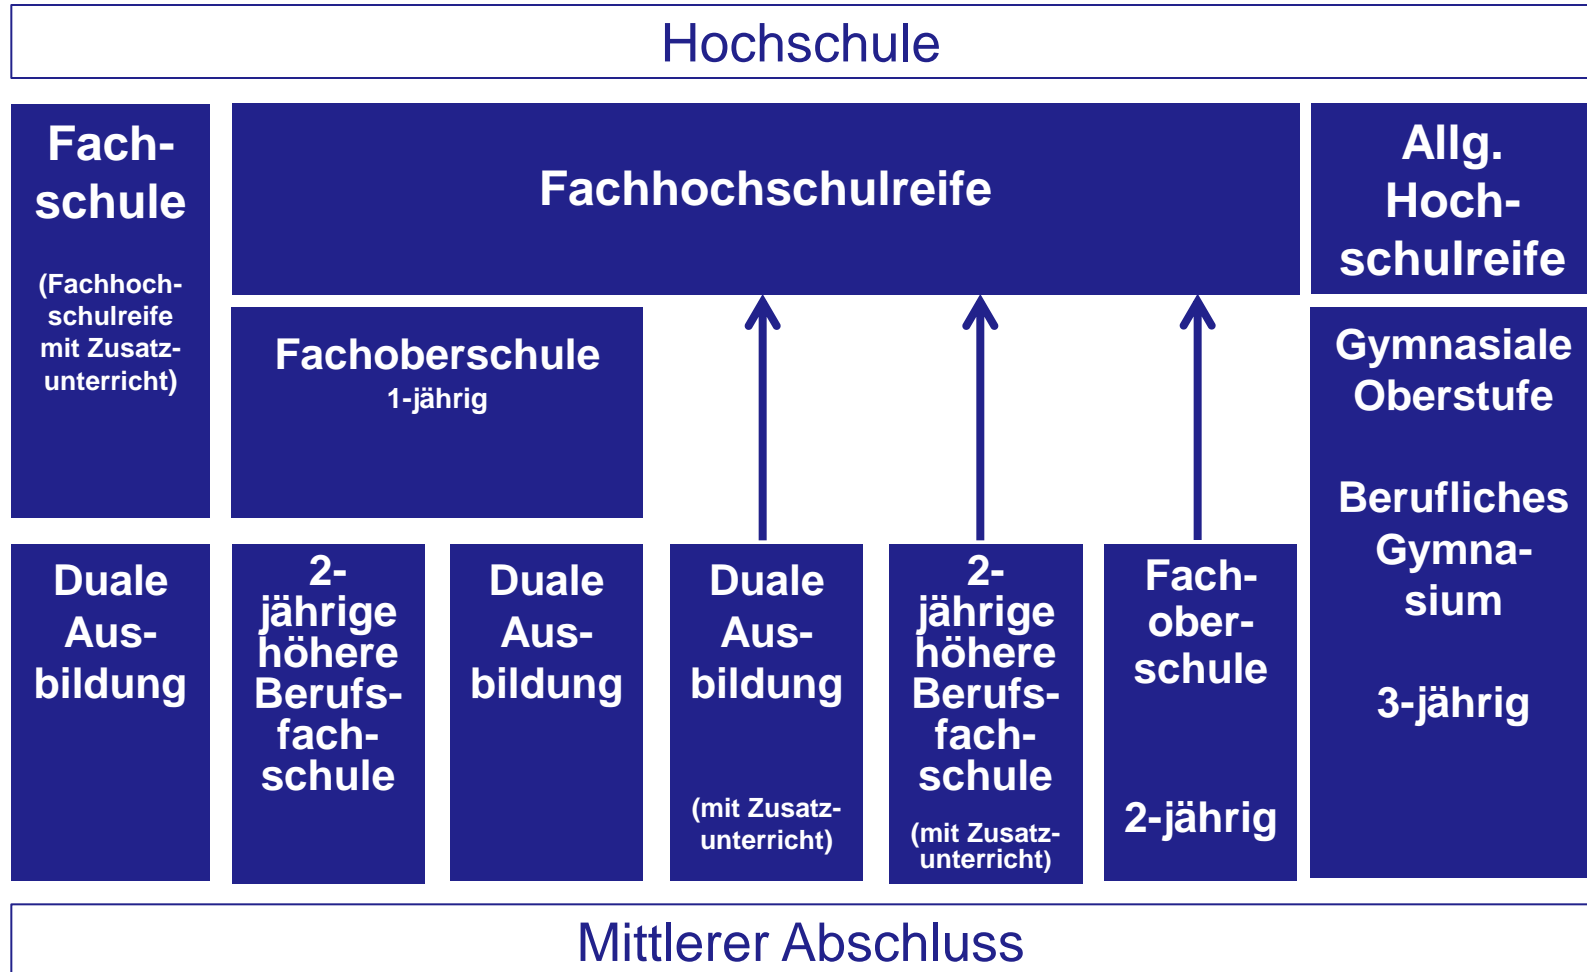 Hochschule
Fach-
schule
(Fachhoch-
schulreife
mit Zusatz-
unterricht)
Fachhochschulreife
Allg.
Hoch-
schulreife
Fachoberschule
1-jährig
Gymnasiale
Oberstufe
Berufliches
Gymna-
sium
3-jährig
Duale
Aus-
bildung
2-
jährige
höhere
Berufs-
fach-
schule
Duale
Aus-
bildung
Duale
Aus-
bildung
(mit Zusatz-
unterricht)
2-
jährige
höhere
Berufs-
fach-
schule
(mit Zusatz-
unterricht)
Fach-
ober-
schule
2-jährig
Mittlerer Abschluss